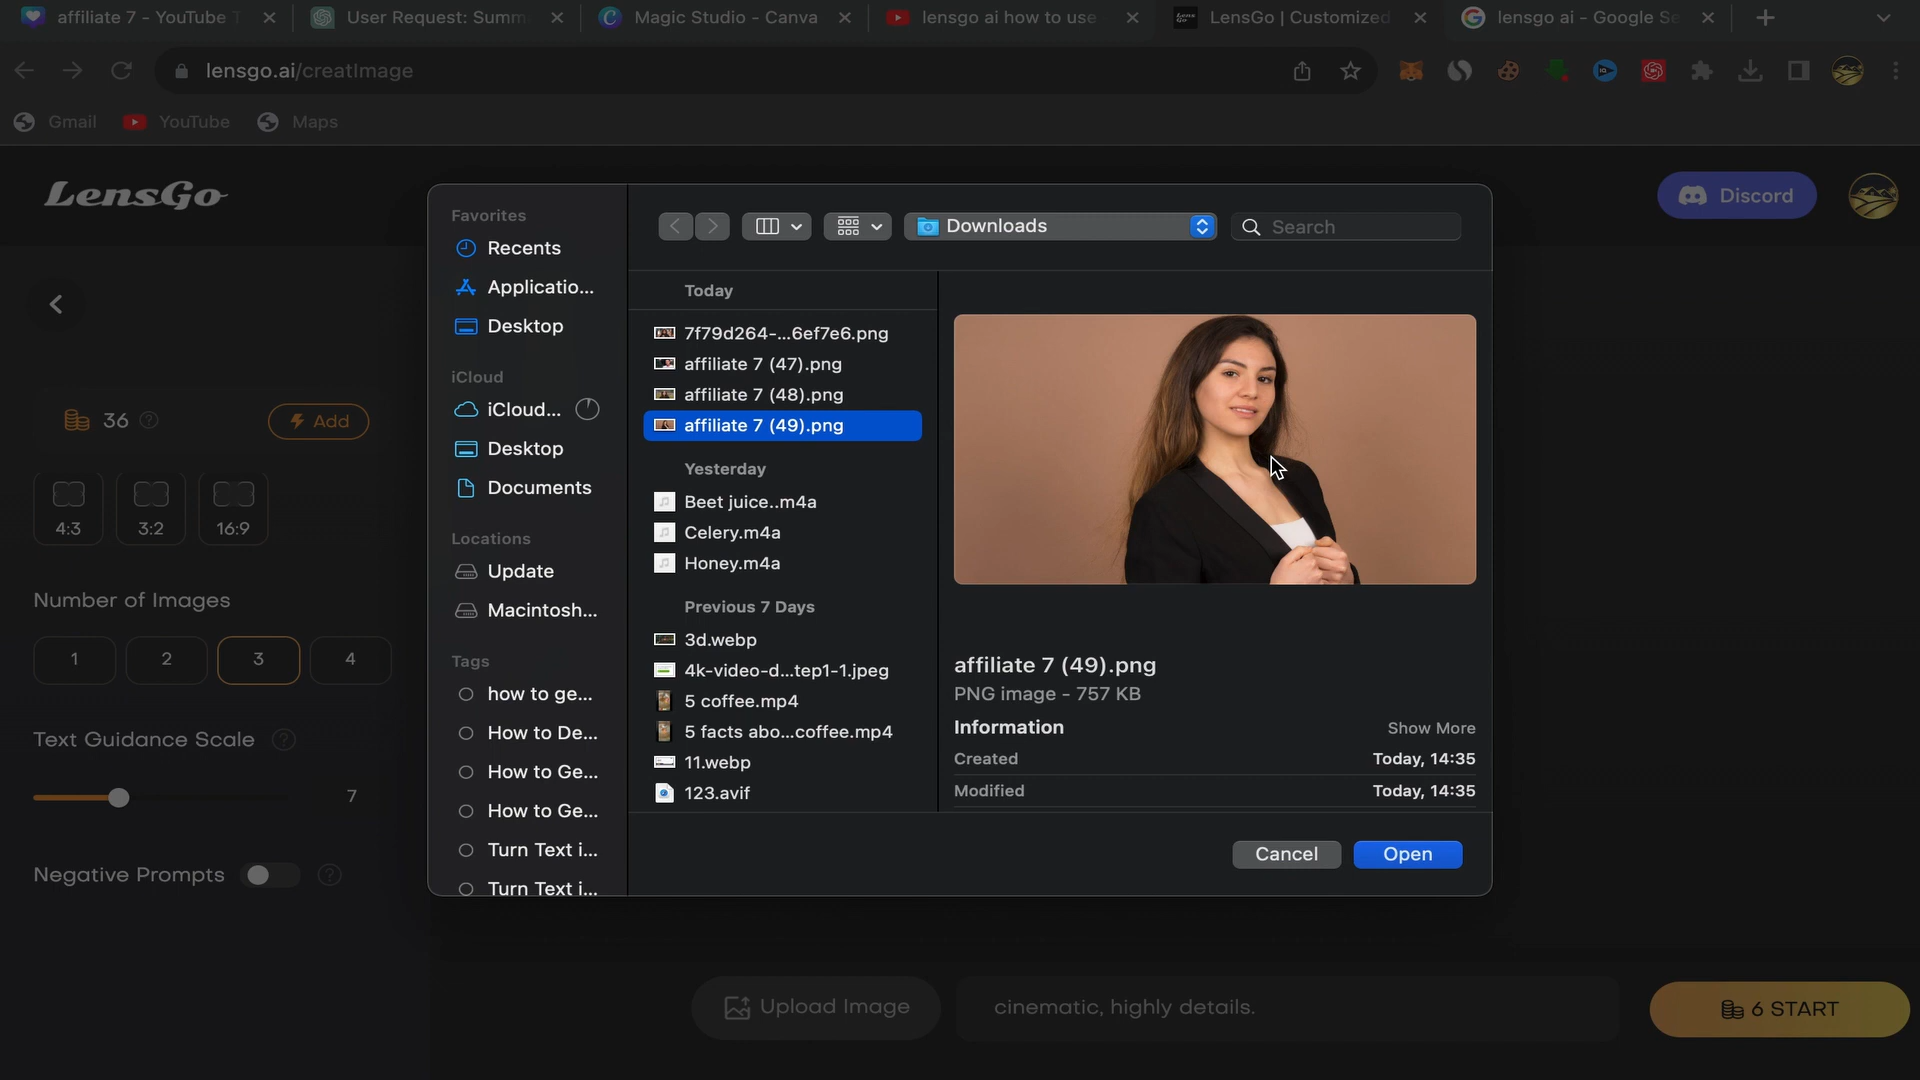 affiliate 7 - YouTube T
User Request: Summ
Magic Studio - Canva
lensgo ai how to use
LensGo | Customized
lensgo ai - Google Se
lensgo.ai/creatImage
Gmail
YouTube
Maps
LensGo
Discord
36
Add
4:3
3:2
16:9
Number of Images
1
2
3
4
Text Guidance Scale
7
Negative Prompts
Favorites
Recents
Applicatio...
Desktop
iCloud
iCloud...
Desktop
Documents
Locations
Update
Macintosh...
Tags
how to ge...
How to De...
How to Ge...
How to Ge...
Turn Text i...
Turn Text i...
Downloads
Search
Today
7f79d264-...6ef7e6.png
affiliate 7 (47).png
affiliate 7 (48).png
affiliate 7 (49).png
Yesterday
Beet juice..m4a
Celery.m4a
Honey.m4a
Previous 7 Days
3d.webp
4k-video-d...tep1-1.jpeg
5 coffee.mp4
5 facts abo...coffee.mp4
11.webp
123.avif
affiliate 7 (49).png
PNG image - 757 KB
Information
Show More
Created
Today, 14:35
Modified
Today, 14:35
Cancel
Open
Upload Image
cinematic, highly details.
6 START